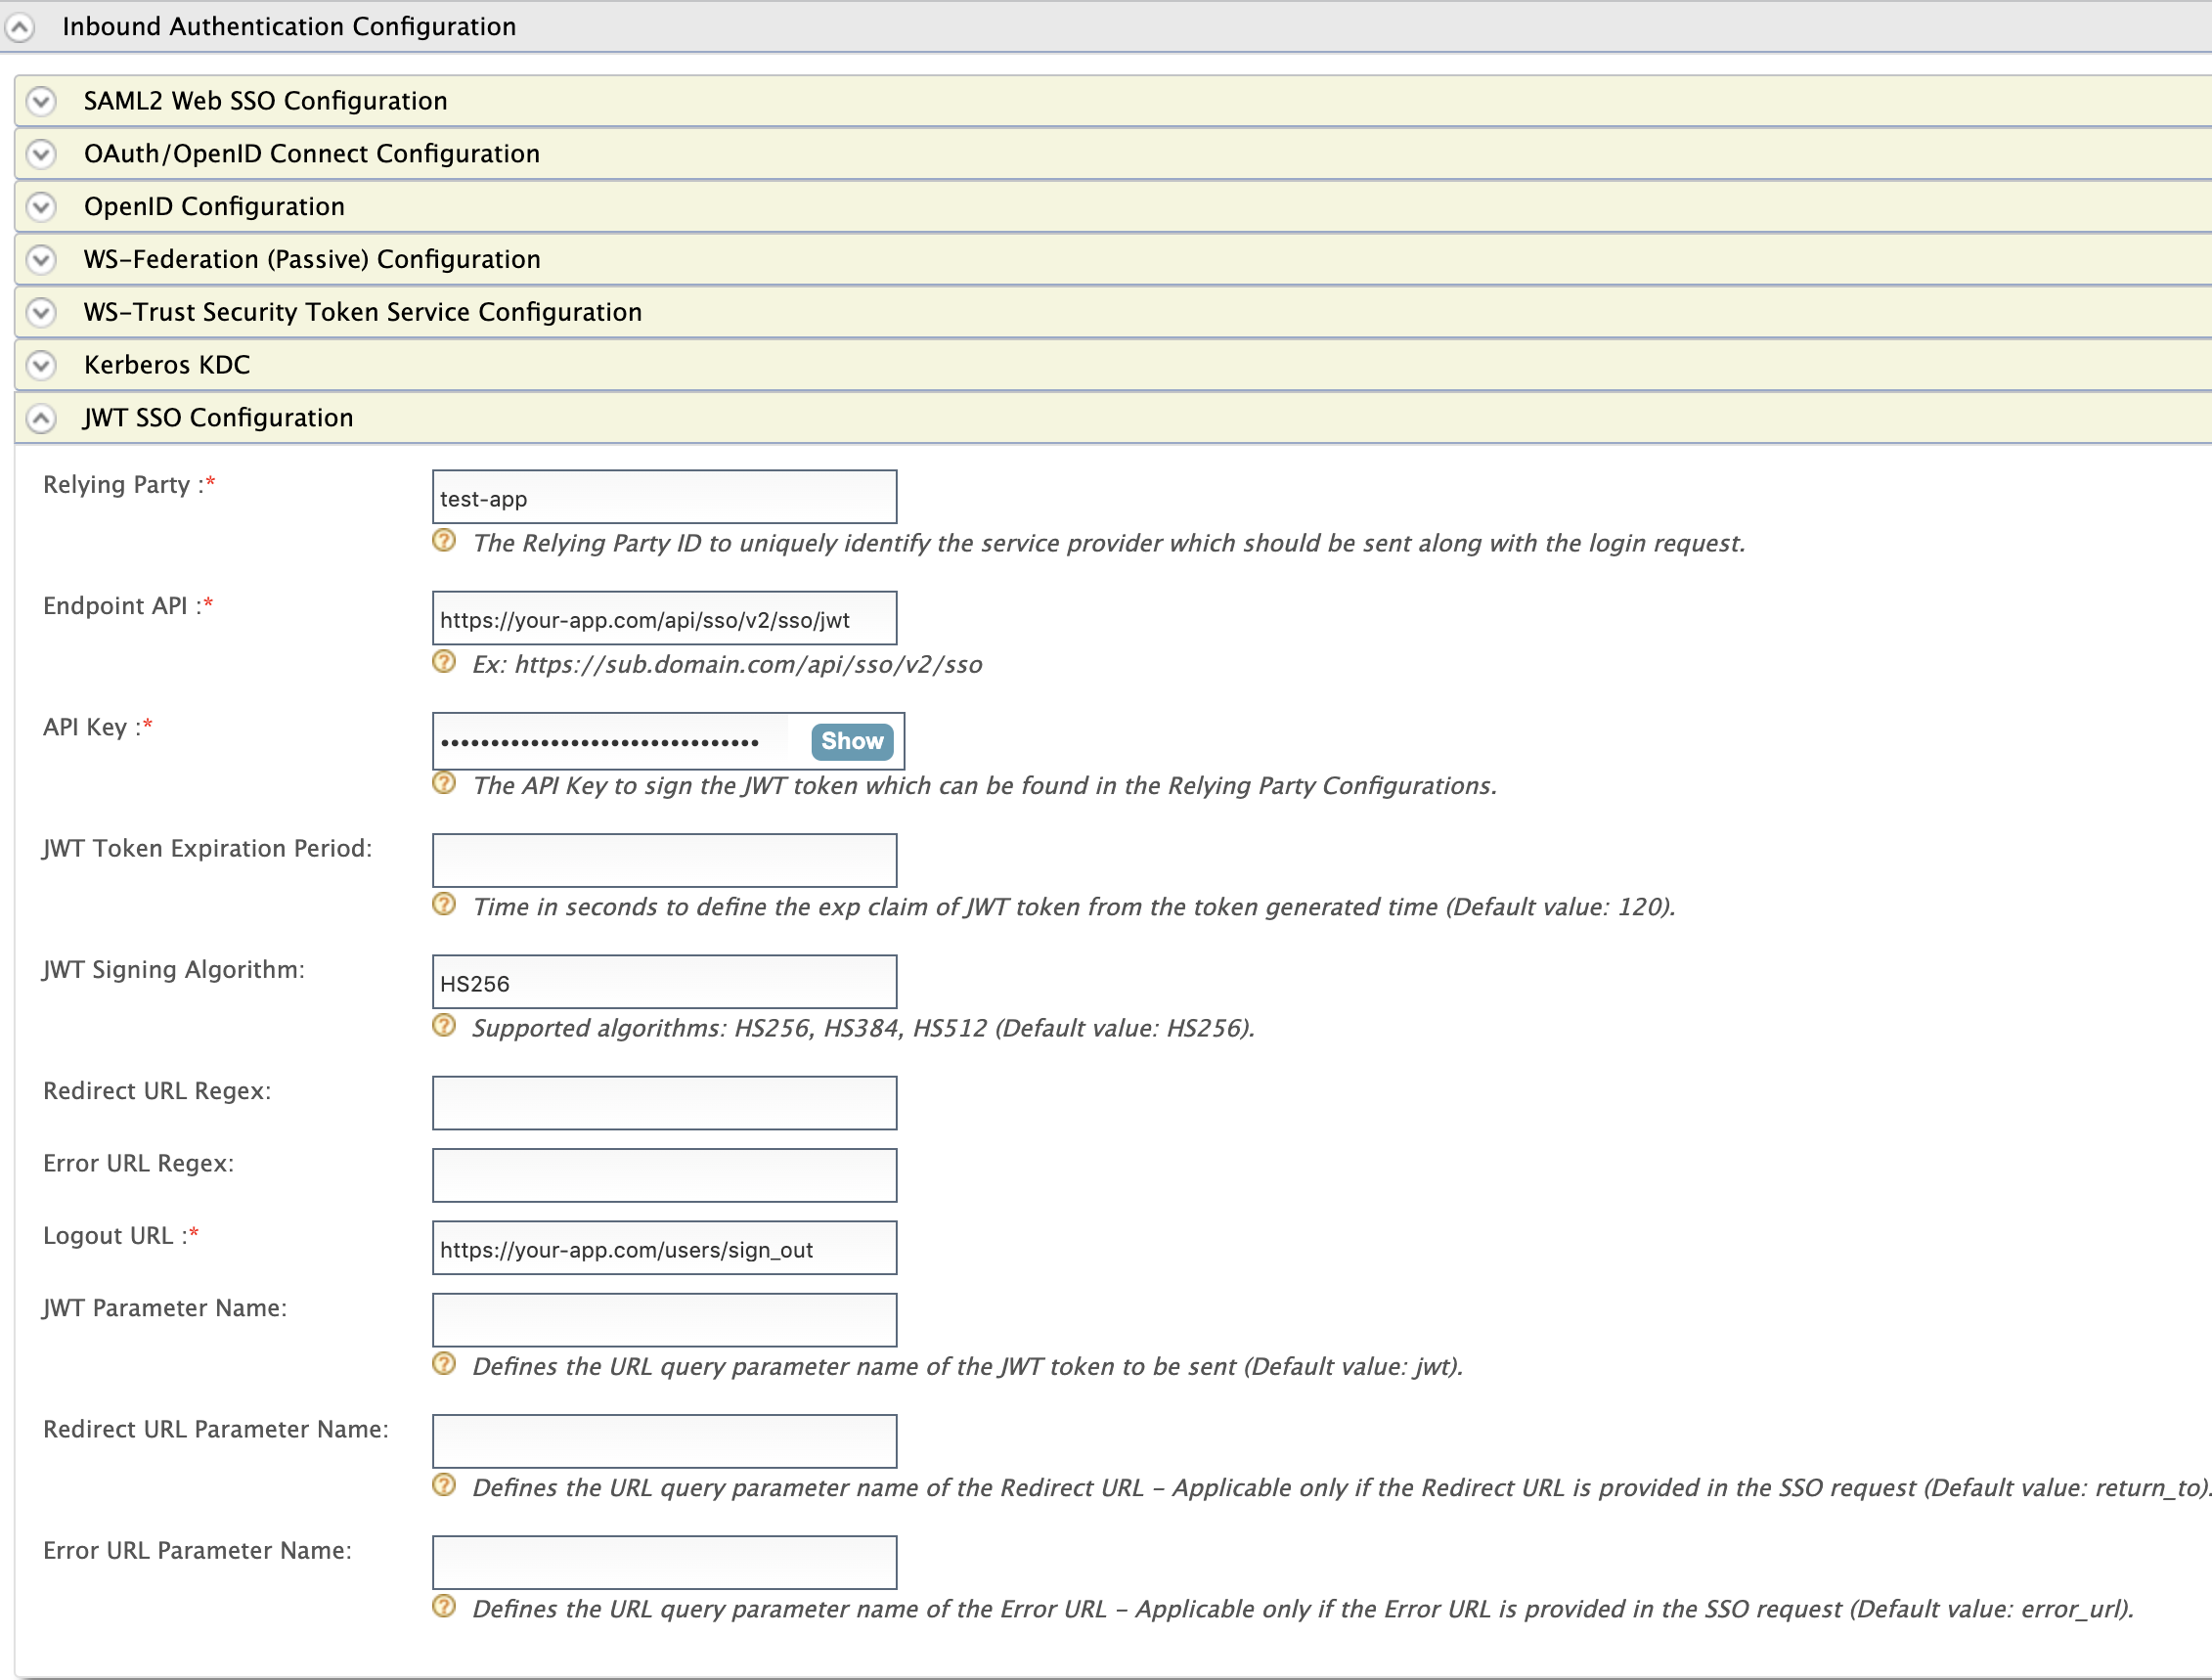 Inbound Authentication Configuration
SAML2 Web SSO Configuration
OAuth/OpenID Connect Configuration
OpenID Configuration
WS-Federation (Passive) Configuration
WS-Trust Security Token Service Configuration
Kerberos KDC
JWT SSO Configuration
Relying Party :* test-app
The Relying Party ID to uniquely identify the service provider which should be sent along with the login request.
Endpoint API :* https://your-app.com/api/sso/v2/sso/jwt
Ex: https://sub.domain.com/api/sso/v2/sso
API Key :* •••••••••••••••••••••••••••••••• Show
The API Key to sign the JWT token which can be found in the Relying Party Configurations.
JWT Token Expiration Period:
Time in seconds to define the exp claim of JWT token from the token generated time (Default value: 120).
JWT Signing Algorithm: HS256
Supported algorithms: HS256, HS384, HS512 (Default value: HS256).
Redirect URL Regex:
Error URL Regex:
Logout URL :* https://your-app.com/users/sign_out
JWT Parameter Name:
Defines the URL query parameter name of the JWT token to be sent (Default value: jwt).
Redirect URL Parameter Name:
Defines the URL query parameter name of the Redirect URL - Applicable only if the Redirect URL is provided in the SSO request (Default value: return_to).
Error URL Parameter Name:
Defines the URL query parameter name of the Error URL - Applicable only if the Error URL is provided in the SSO request (Default value: error_url).